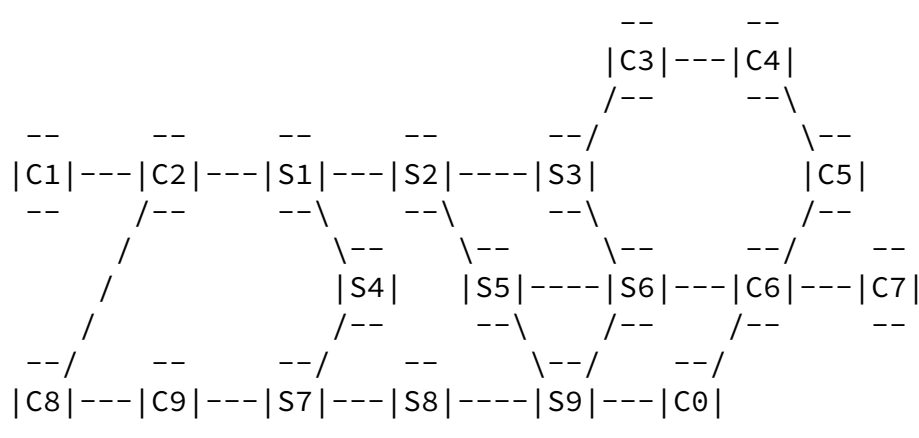 --      --
                                 |C3|---|C4|
                                 /--      --\
 --      --      --      --      --/          \--
|C1|---|C2|---|S1|---|S2|----|S3|            |C5|
 --     /--     --\     --\     --\            /--
       /           \--     \--     \--     --/     --
      /           |S4|   |S5|----|S6|---|C6|---|C7|
     /             /--    --\     /--     /--      --
 --/     --      --/     --   \--/     --/
|C8|---|C9|---|S7|---|S8|----|S9|---|C0|